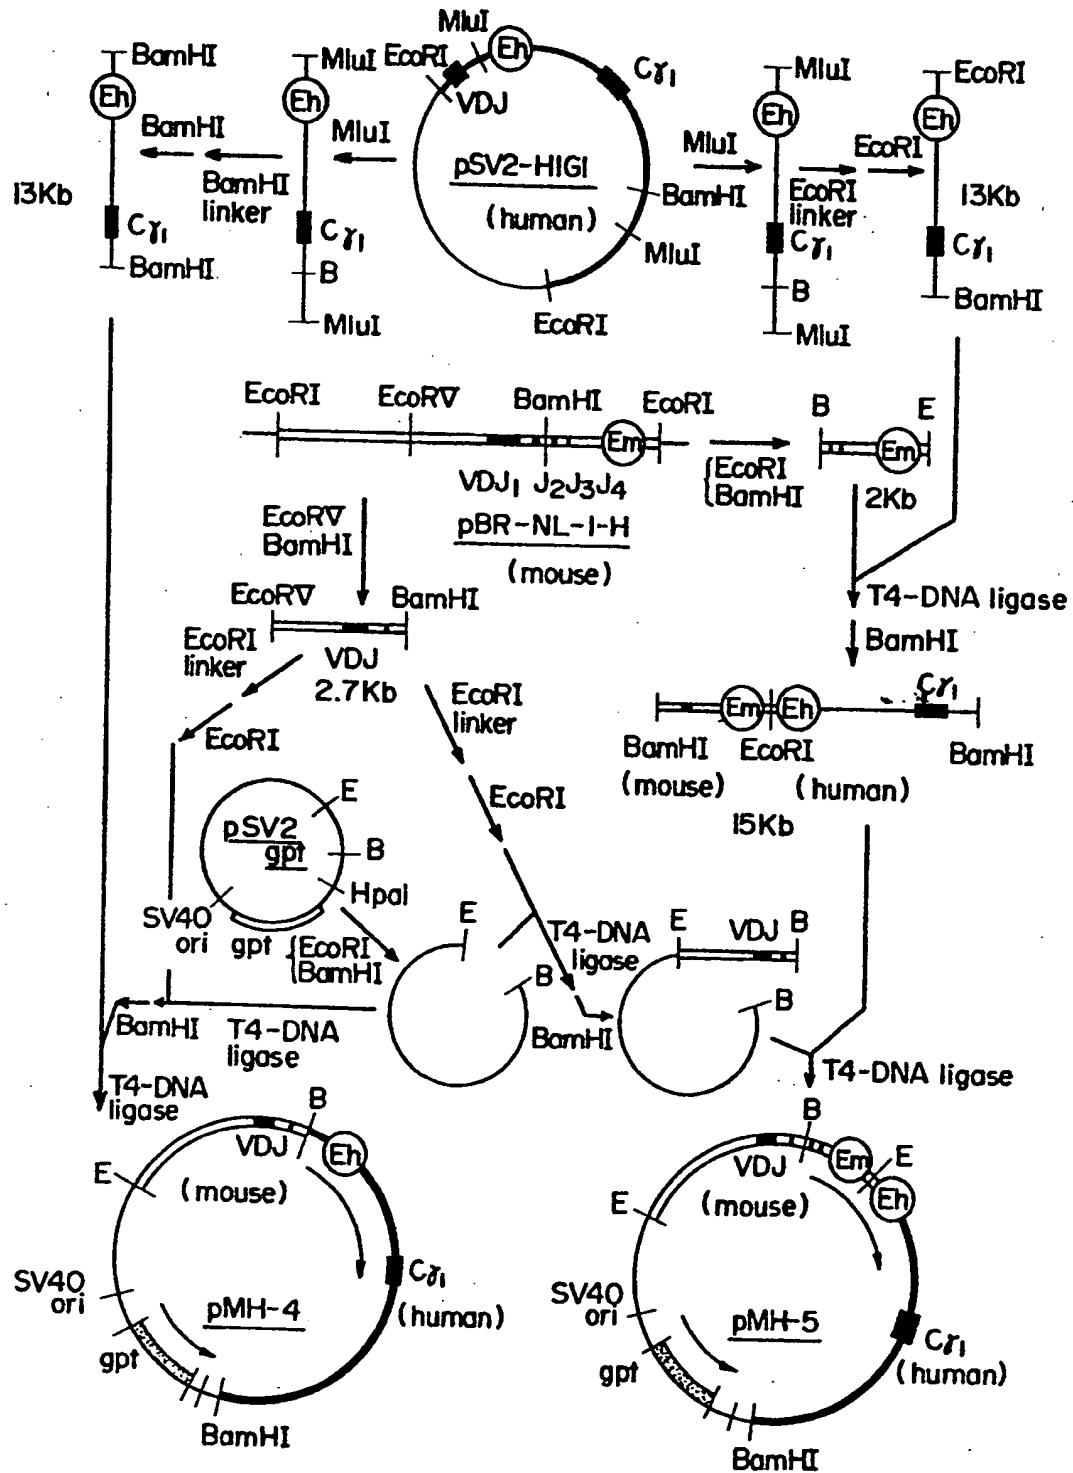 BamHI
Eh
BamHI
BamHI
linker
13Kb
Cγ1
BamHI
MluI
Eh
MluI
Cγ1
B
MluI
MluI
EcoRI
Eh
VDJ
Cγ1
pSV2-HIGI
(human)
BamHI
MluI
EcoRI
MluI
MluI
Eh
EcoRI
linker
EcoRI
Cγ1
B
MluI
EcoRI
Eh
13Kb
Cγ1
BamHI
EcoRI
EcoRV
BamHI
EcoRI
Em
VDJ1 J2J3J4
pBR-NL-I-H
(mouse)
EcoRI
BamHI
B
E
Em
2Kb
EcoRV
BamHI
T4-DNA ligase
BamHI
EcoRV
BamHI
VDJ
2.7Kb
EcoRI
linker
EcoRI
EcoRI
linker
EcoRI
Em
Eh
Cγ1
BamHI
(mouse)
EcoRI
(human)
BamHI
15Kb
E
pSV2
gpt
B
HpaI
SV40
ori
gpt
EcoRI
BamHI
E
B
T4-DNA
ligase
BamHI
E
VDJ
B
B
BamHI
T4-DNA
ligase
T4-DNA
ligase
T4-DNA ligase
B
VDJ
Eh
E
(mouse)
SV40
ori
pMH-4
Cγ1
(human)
gpt
BamHI
B
VDJ
Em
E
Eh
E
(mouse)
SV40
ori
pMH-5
Cγ1
(human)
gpt
BamHI